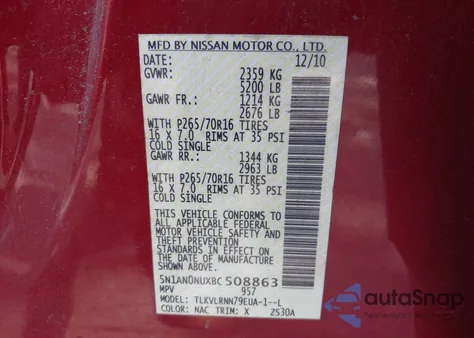 MFD BY NISSAN MOTOR CO., LTD.
DATE: 12/10
GVWR: 2359 KG
5200 LB
GAWR FR.: 1214 KG
2676 LB
WITH P265/70R16 TIRES
16 X 7.0 RIMS AT 35 PSI
COLD SINGLE
GAWR RR.: 1344 KG
2963 LB
WITH P265/70R16 TIRES
16 X 7.0 RIMS AT 35 PSI
COLD SINGLE
THIS VEHICLE CONFORMS TO
ALL APPLICABLE FEDERAL
MOTOR VEHICLE SAFETY AND
THEFT PREVENTION
STANDARDS IN EFFECT ON
THE DATE OF MANUFACTURE
SHOWN ABOVE.
5N1AN0NUXBC508863
MPV 957
MODEL: TLKVLRNN79EUA-1--L
COLOR: NAC TRIM: X ZS30A
autoSnap